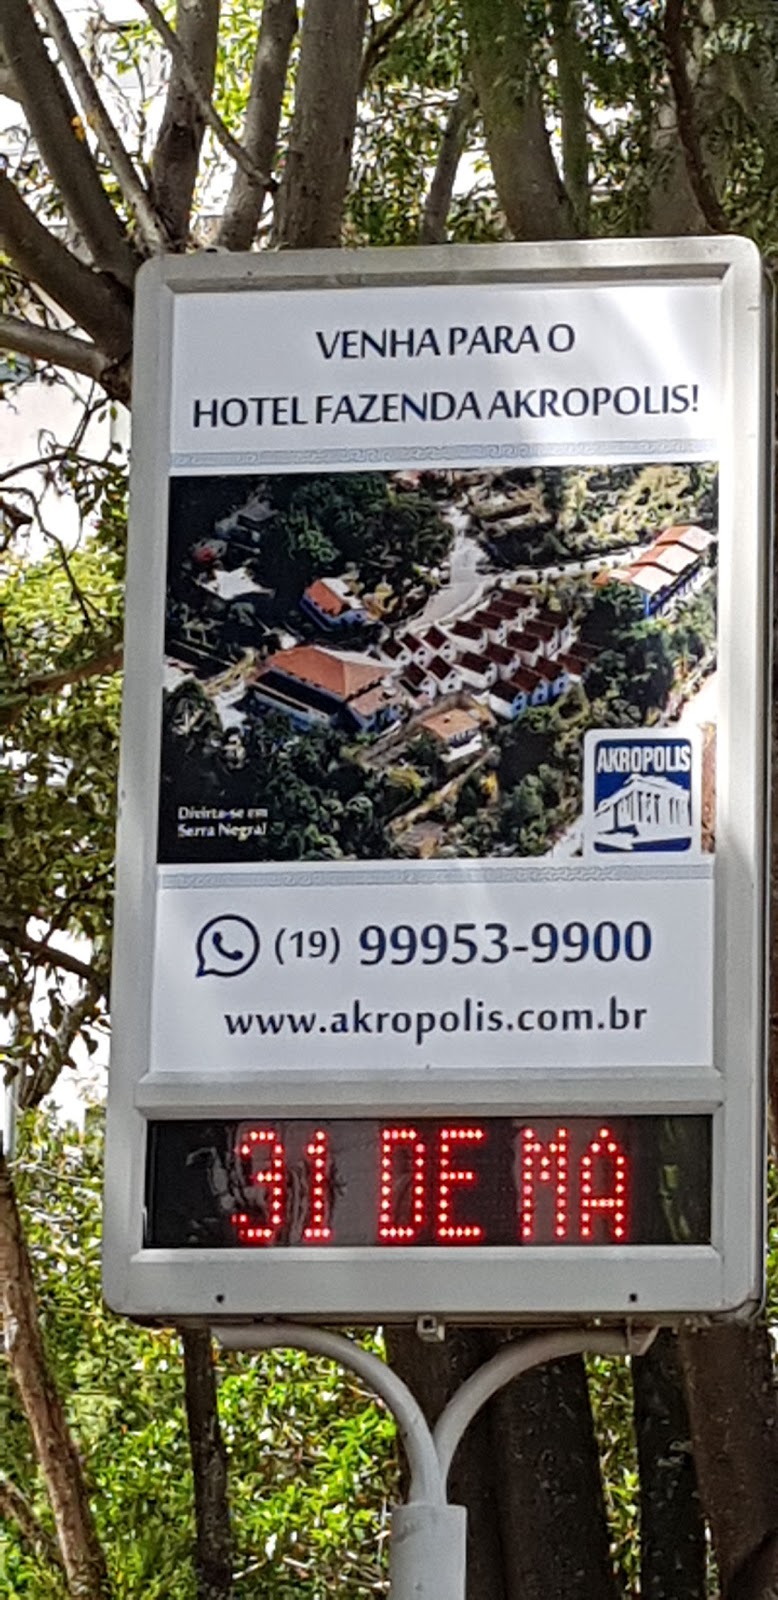 VENHA PARA O
HOTEL FAZENDA AKROPOLIS!
Divirta-se em
Serra Negra!
AKROPOLIS
(19) 99953-9900
www.akropolis.com.br
31 DE MA